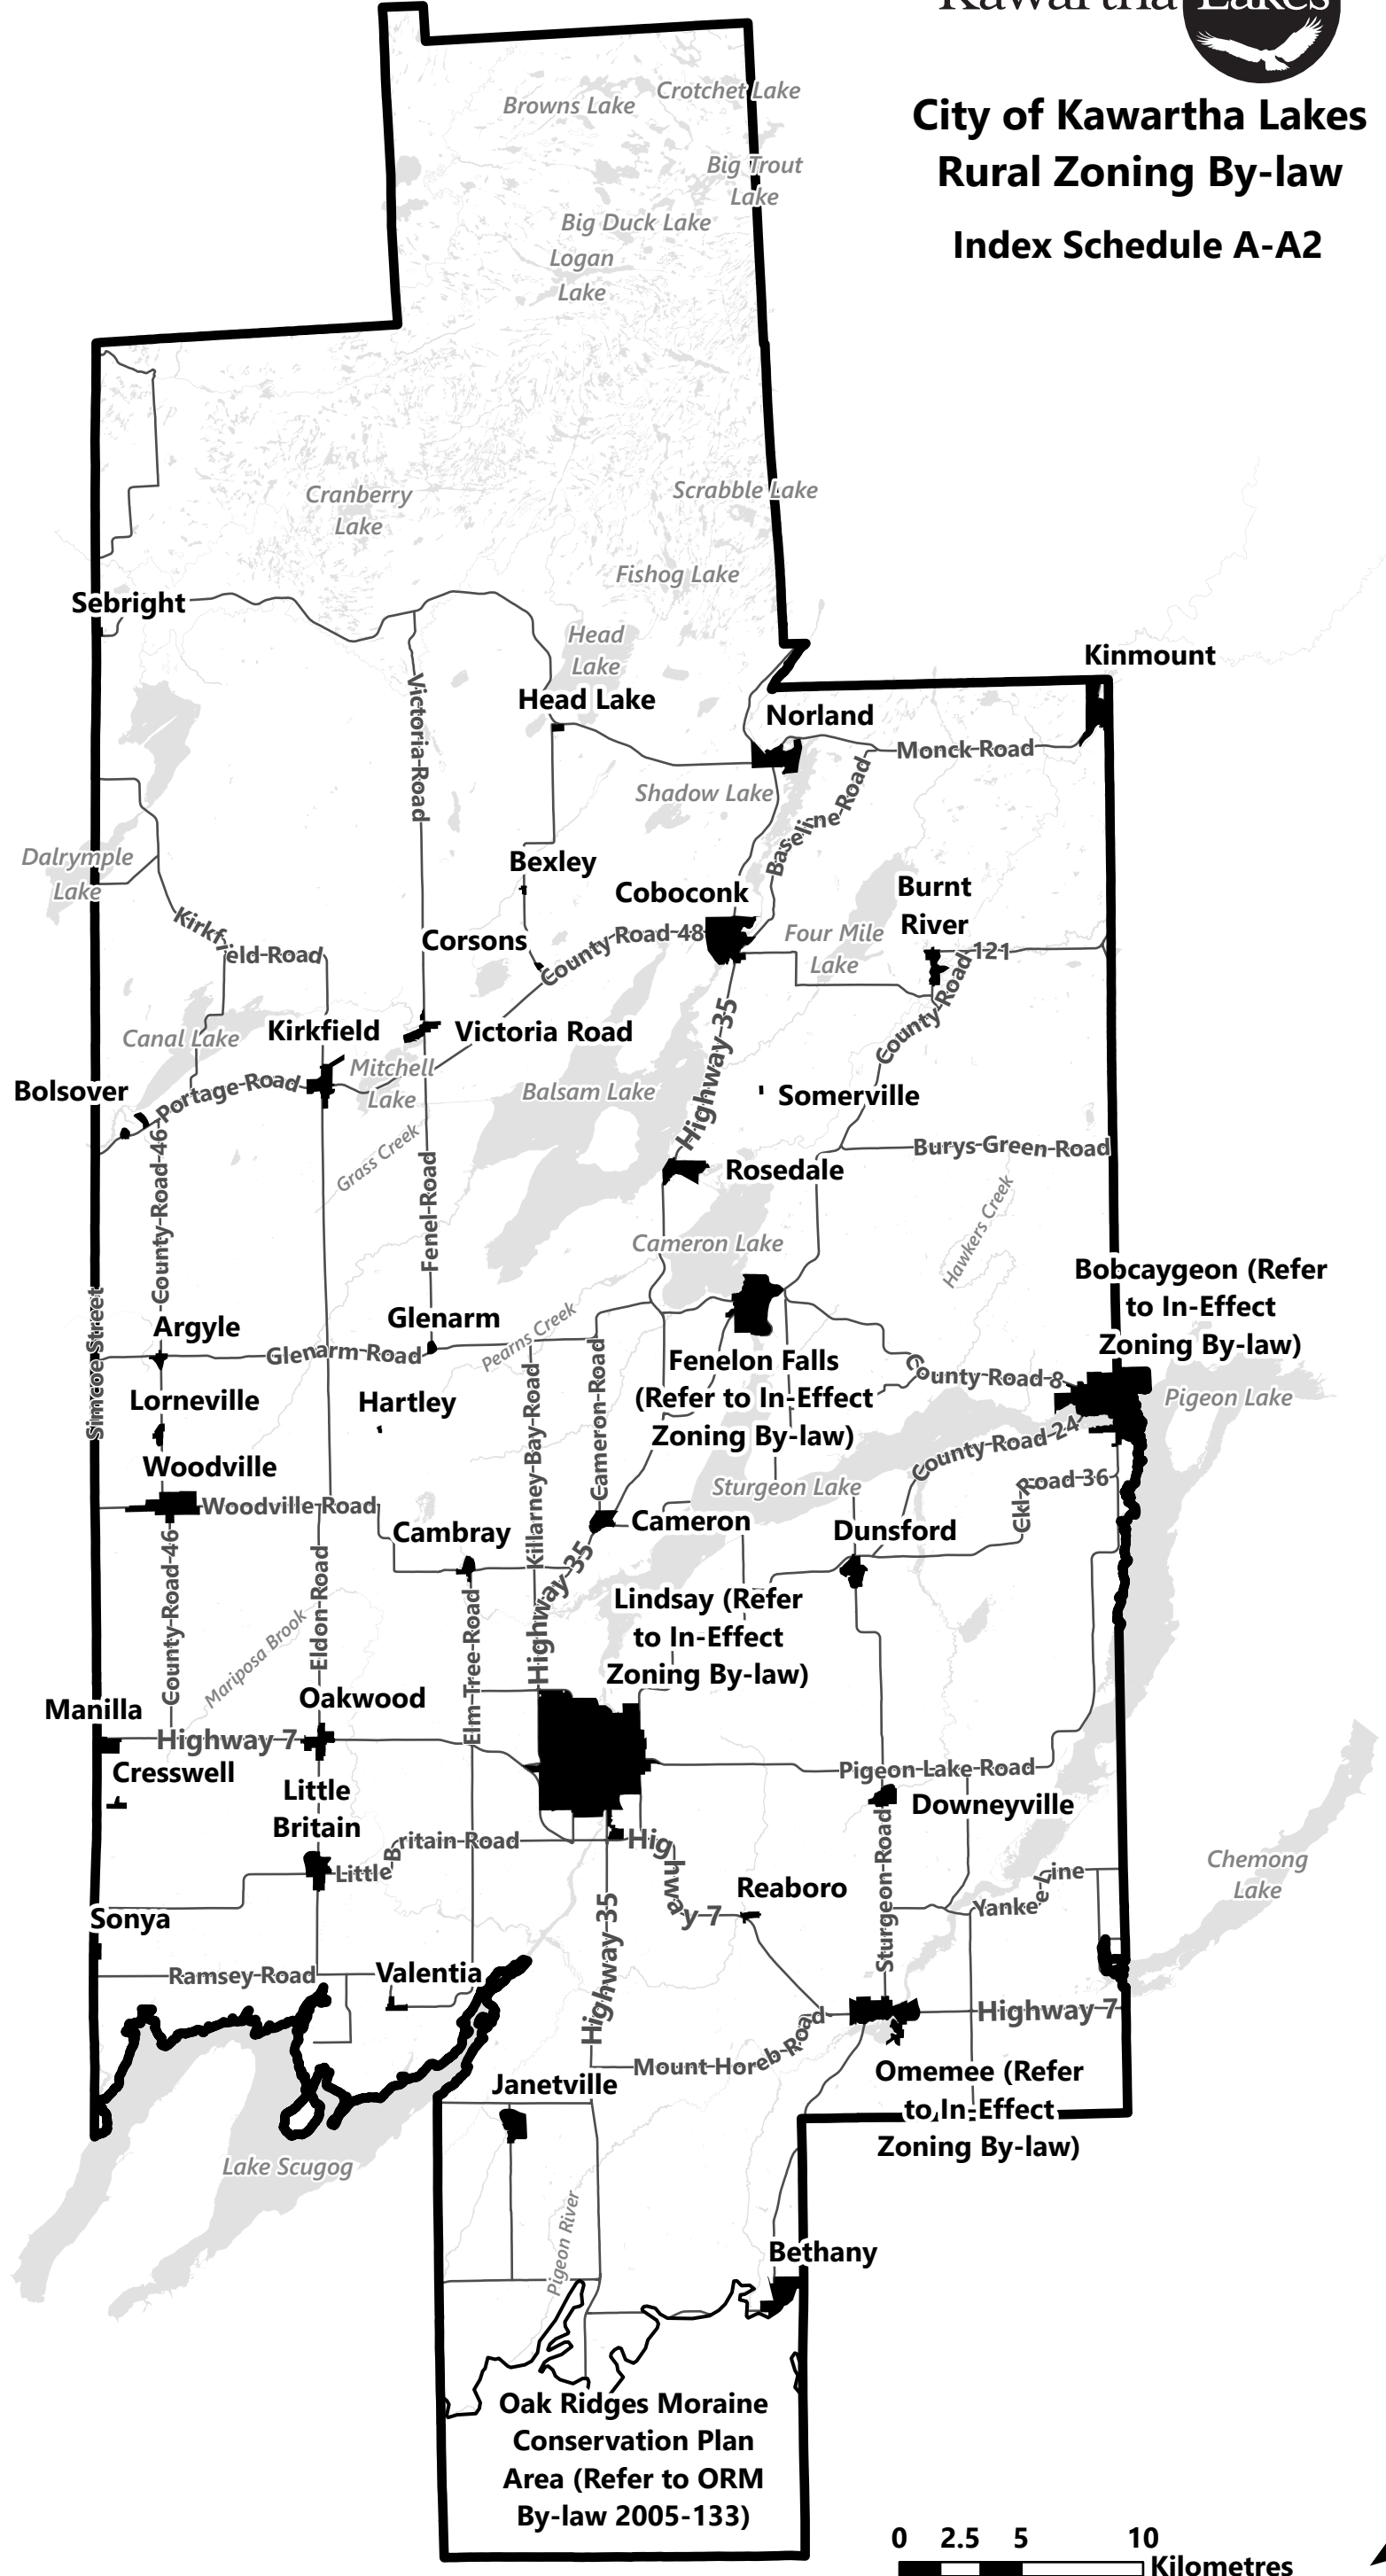 Kawartha Lakes
City of Kawartha Lakes
Rural Zoning By-law
Index Schedule A-A2
Crotchet Lake
Browns Lake
Big Trout
Lake
Big Duck Lake
Logan
Lake
Cranberry
Lake
Scrabble Lake
Fishog Lake
Sebright
Head
Lake
Kinmount
Head Lake
Victoria Road
Norland
Monck Road
Shadow Lake
Baseline Road
Dalrymple
Lake
Bexley
Coboconk
Burnt
River
Kirkfield Road
Corsons
County Road 48
Four Mile
Lake
County Road 121
Canal Lake
Kirkfield
Victoria Road
Highway 35
Mitchell
Lake
Bolsover
Portage Road
Balsam Lake
Somerville
Grass Creek
Burys Green Road
Rosedale
County Road 46
Fenel Road
Cameron Lake
Hawkers Creek
Bobcaygeon (Refer
to In-Effect
Zoning By-law)
Simcoe Street
Argyle
Glenarm
Pearns Creek
Glenarm Road
Fenelon Falls
(Refer to In-Effect
Zoning By-law)
County Road 8
Pigeon Lake
Lorneville
Hartley
Killarney Bay Road
Cameron Road
County Road 24
Woodville
Sturgeon Lake
Ckl Road 36
Woodville Road
Cambray
Cameron
Dunsford
Highway 35
Lindsay (Refer
to In-Effect
Zoning By-law)
County Road 46
Eldon Road
Elm Tree Road
Mariposa Brook
Manilla
Oakwood
Highway 7
Cresswell
Pigeon Lake Road
Little
Britain
Downeyville
Little Britain Road
Highway 7
Sturgeon Road
Chemong
Lake
Reaboro
Yankee Line
Sonya
Highway 35
Ramsey Road
Valentia
Highway 7
Mount Horeb Road
Omemee (Refer
to In-Effect
Zoning By-law)
Janetville
Lake Scugog
Pigeon River
Bethany
Oak Ridges Moraine
Conservation Plan
Area (Refer to ORM
By-law 2005-133)
0 2.5 5 10
Kilometres